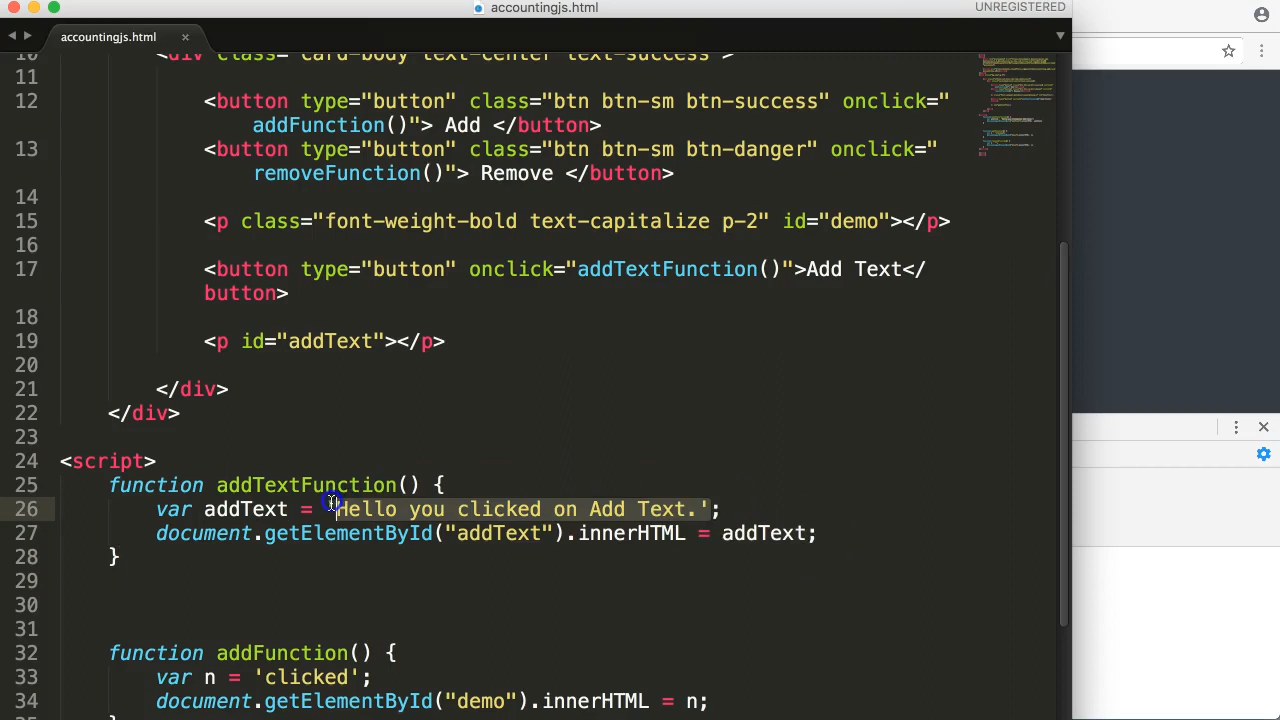 accountingjs.html
UNREGISTERED
accountingjs.html ×
10 <div class="card-body text-center text-success">
11
12 <button type="button" class="btn btn-sm btn-success" onclick="
addFunction()"> Add </button>
13 <button type="button" class="btn btn-sm btn-danger" onclick="
removeFunction()"> Remove </button>
14
15 <p class="font-weight-bold text-capitalize p-2" id="demo"></p>
16
17 <button type="button" onclick="addTextFunction()">Add Text</
button>
18
19 <p id="addText"></p>
20
21 </div>
22 </div>
23
24 <script>
25 function addTextFunction() {
26 var addText = 'Hello you clicked on Add Text.';
27 document.getElementById("addText").innerHTML = addText;
28 }
29
30
31
32 function addFunction() {
33 var n = 'clicked';
34 document.getElementById("demo").innerHTML = n;
35 }